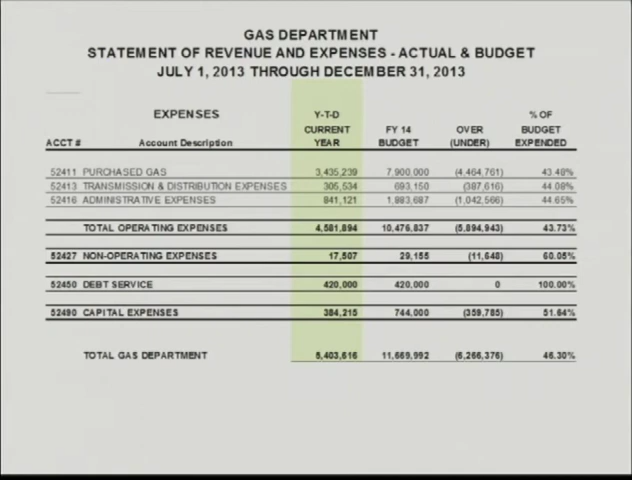 GAS DEPARTMENT
STATEMENT OF REVENUE AND EXPENSES - ACTUAL & BUDGET
JULY 1, 2013 THROUGH DECEMBER 31, 2013
EXPENSES Y-T-D % OF
CURRENT FY 14 OVER BUDGET
ACCT # Account Description YEAR BUDGET (UNDER) EXPENDED
52411 PURCHASED GAS 3,435,239 7,900,000 (4,464,761) 43.48%
52413 TRANSMISSION & DISTRIBUTION EXPENSES 305,534 693,150 (387,616) 44.08%
52416 ADMINISTRATIVE EXPENSES 841,121 1,883,687 (1,042,566) 44.65%
TOTAL OPERATING EXPENSES 4,581,894 10,476,837 (5,894,943) 43.73%
52427 NON-OPERATING EXPENSES 17,507 29,155 (11,648) 60.05%
52450 DEBT SERVICE 420,000 420,000 0 100.00%
52490 CAPITAL EXPENSES 384,215 744,000 (359,785) 51.64%
TOTAL GAS DEPARTMENT 5,403,616 11,669,992 (6,266,376) 46.30%